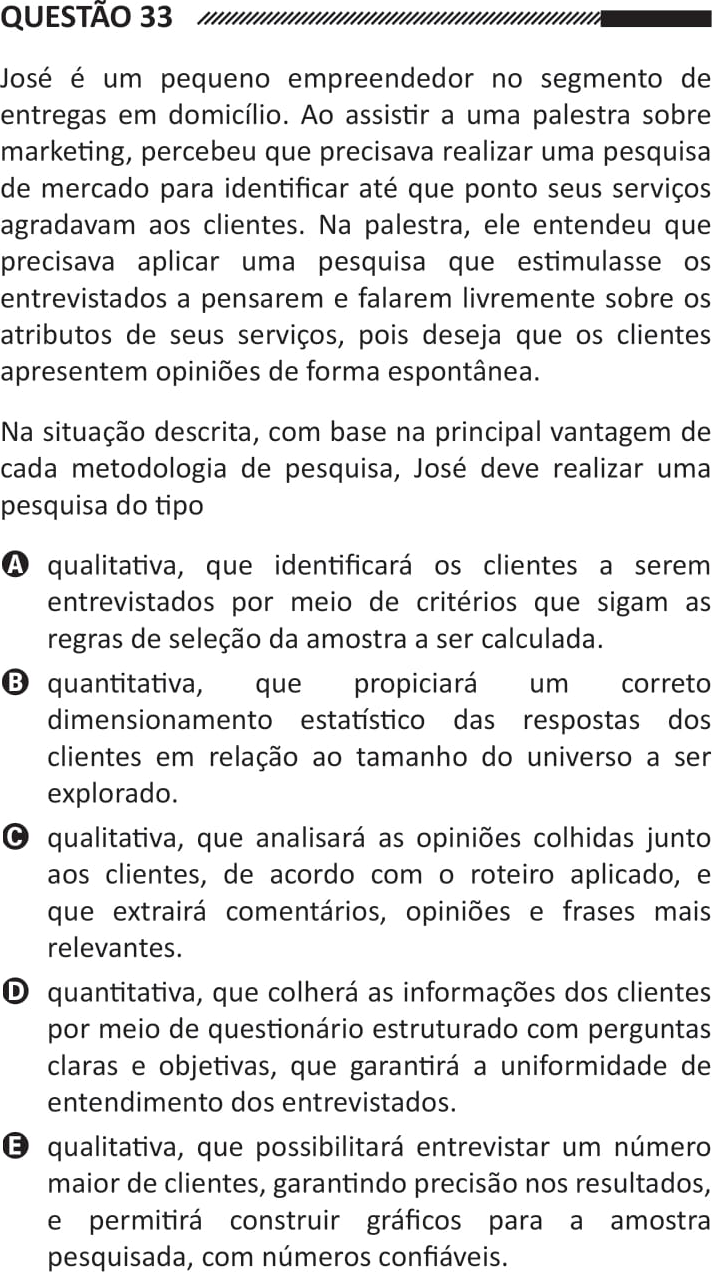 QUESTÃO 33
José é um pequeno empreendedor no segmento de
entregas em domicílio. Ao assistir a uma palestra sobre
marketing, percebeu que precisava realizar uma pesquisa
de mercado para identificar até que ponto seus serviços
agradavam aos clientes. Na palestra, ele entendeu que
precisava aplicar uma pesquisa que estimulasse os
entrevistados a pensarem e falarem livremente sobre os
atributos de seus serviços, pois deseja que os clientes
apresentem opiniões de forma espontânea.
Na situação descrita, com base na principal vantagem de
cada metodologia de pesquisa, José deve realizar uma
pesquisa do tipo
A qualitativa, que identificará os clientes a serem
entrevistados por meio de critérios que sigam as
regras de seleção da amostra a ser calculada.
B quantitativa, que propiciará um correto
dimensionamento estatístico das respostas dos
clientes em relação ao tamanho do universo a ser
explorado.
C qualitativa, que analisará as opiniões colhidas junto
aos clientes, de acordo com o roteiro aplicado, e
que extrairá comentários, opiniões e frases mais
relevantes.
D quantitativa, que colherá as informações dos clientes
por meio de questionário estruturado com perguntas
claras e objetivas, que garantirá a uniformidade de
entendimento dos entrevistados.
E qualitativa, que possibilitará entrevistar um número
maior de clientes, garantindo precisão nos resultados,
e permitirá construir gráficos para a amostra
pesquisada, com números confiáveis.